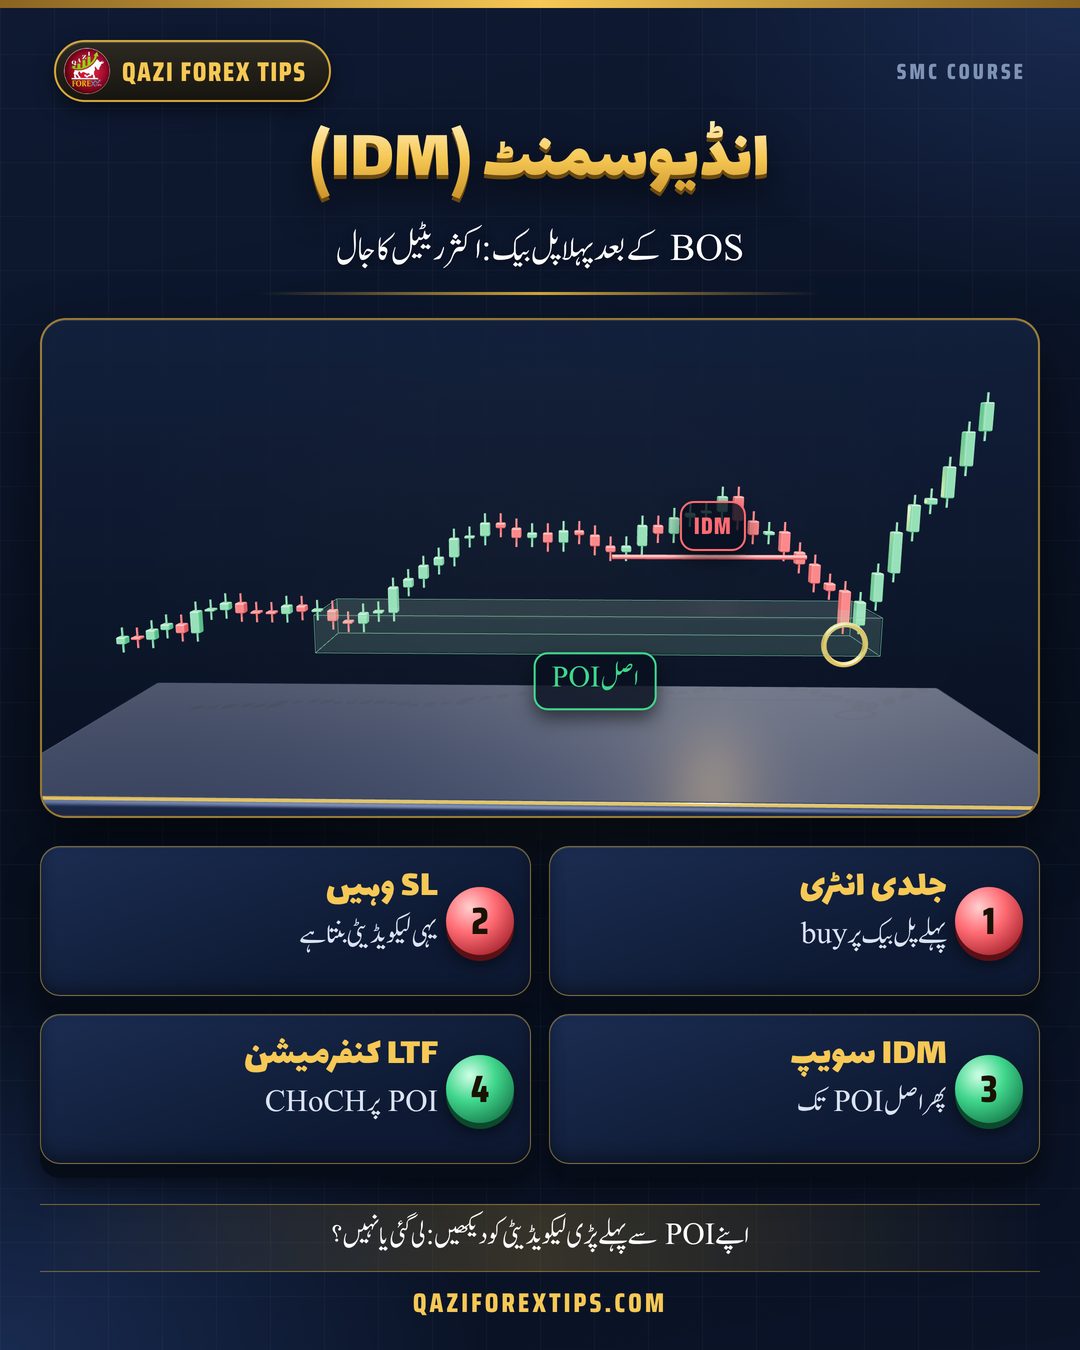 QAZI FOREX TIPS
SMC COURSE
انڈیوسمنٹ (IDM)
BOS کے بعد پہلا پل بیک: اکثر ریٹیل کا جال
IDM
اصل POI
1
جلدی انٹری
پہلے پل بیک پر buy
2
SL وہیں
یہی لیکویڈیٹی بنتا ہے
3
IDM سویپ
پھر اصل POI تک
4
LTF کنفرمیشن
POI پر CHoCH
اپنے POI سے پہلے پڑی لیکویڈیٹی کو دیکھیں: لی گئی یا نہیں؟
QAZIFOREXTIPS.COM